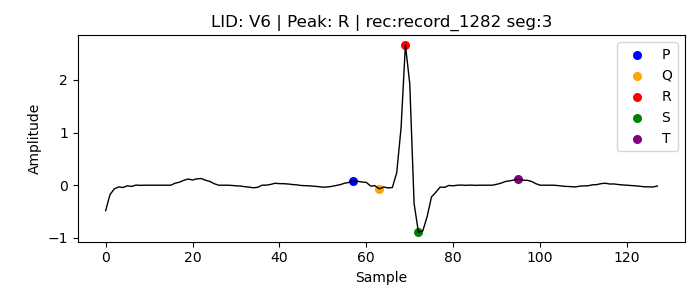 LID: V6 | Peak: R | rec:record_1282 seg:3
Amplitude
2
1
0
−1
0 20 40 60 80 100 120
Sample
P
Q
R
S
T